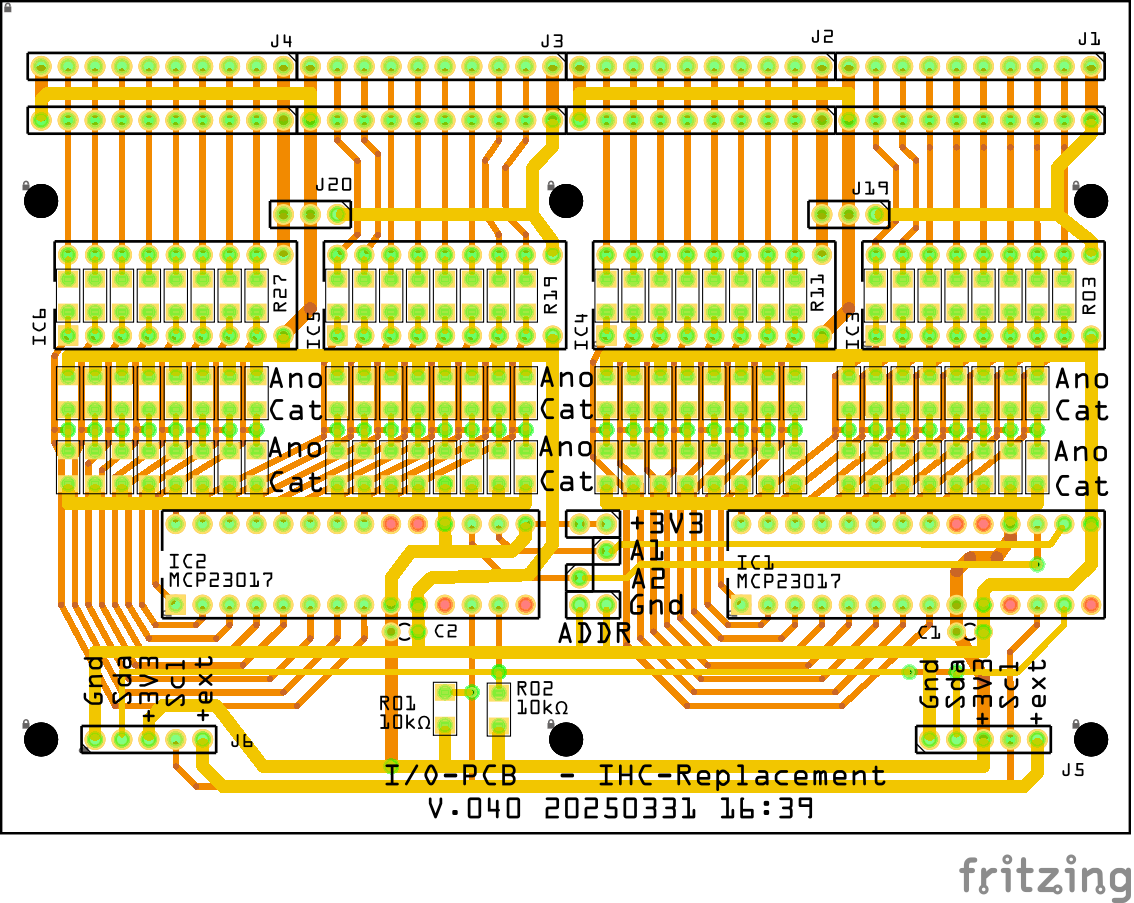 J4 J3 J2 J1
J20 J19
IC6 R27 IC5 R19 IC4 R11 IC3 R03
Ano Ano Ano
Cat Cat Cat
Ano Ano Ano
Cat Cat Cat
+3V3
A1
A2
Gnd
ADDR
IC2
MCP23017
IC1
MCP23017
C2 C1
Gnd Sda +3V3 Scl +ext
Gnd Sda +3V3 Scl +ext
R01
10kΩ
R02
10kΩ
J6 J5
I/O-PCB - IHC-Replacement
V.040 20250331 16:39
fritzing